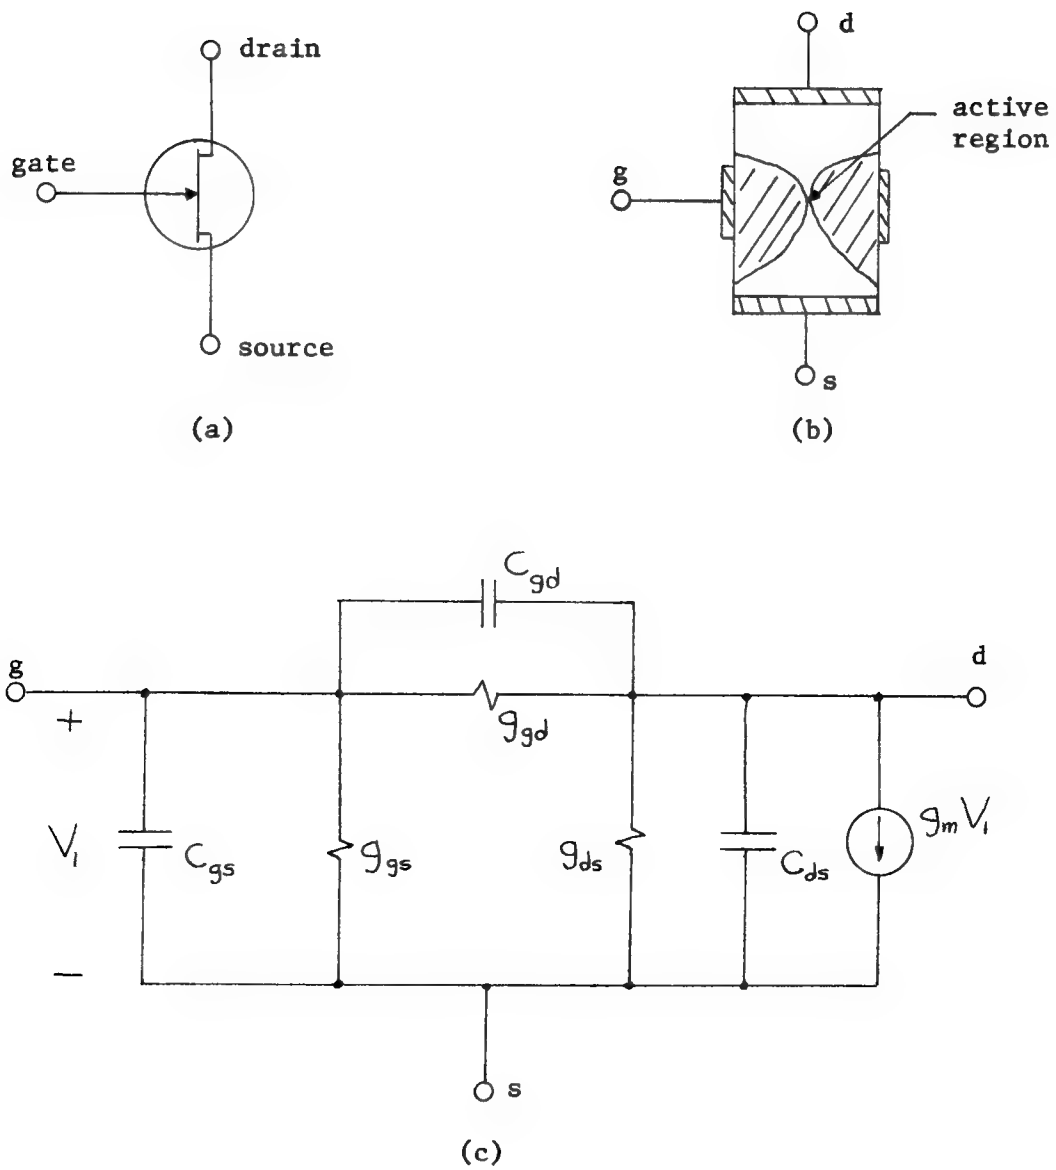 drain
gate
source
(a)
d
active
region
g
s
(b)
C_gd
g
d
+
g_gd
V_1
C_gs
g_gs
g_ds
C_ds
g_m V_1
−
s
(c)